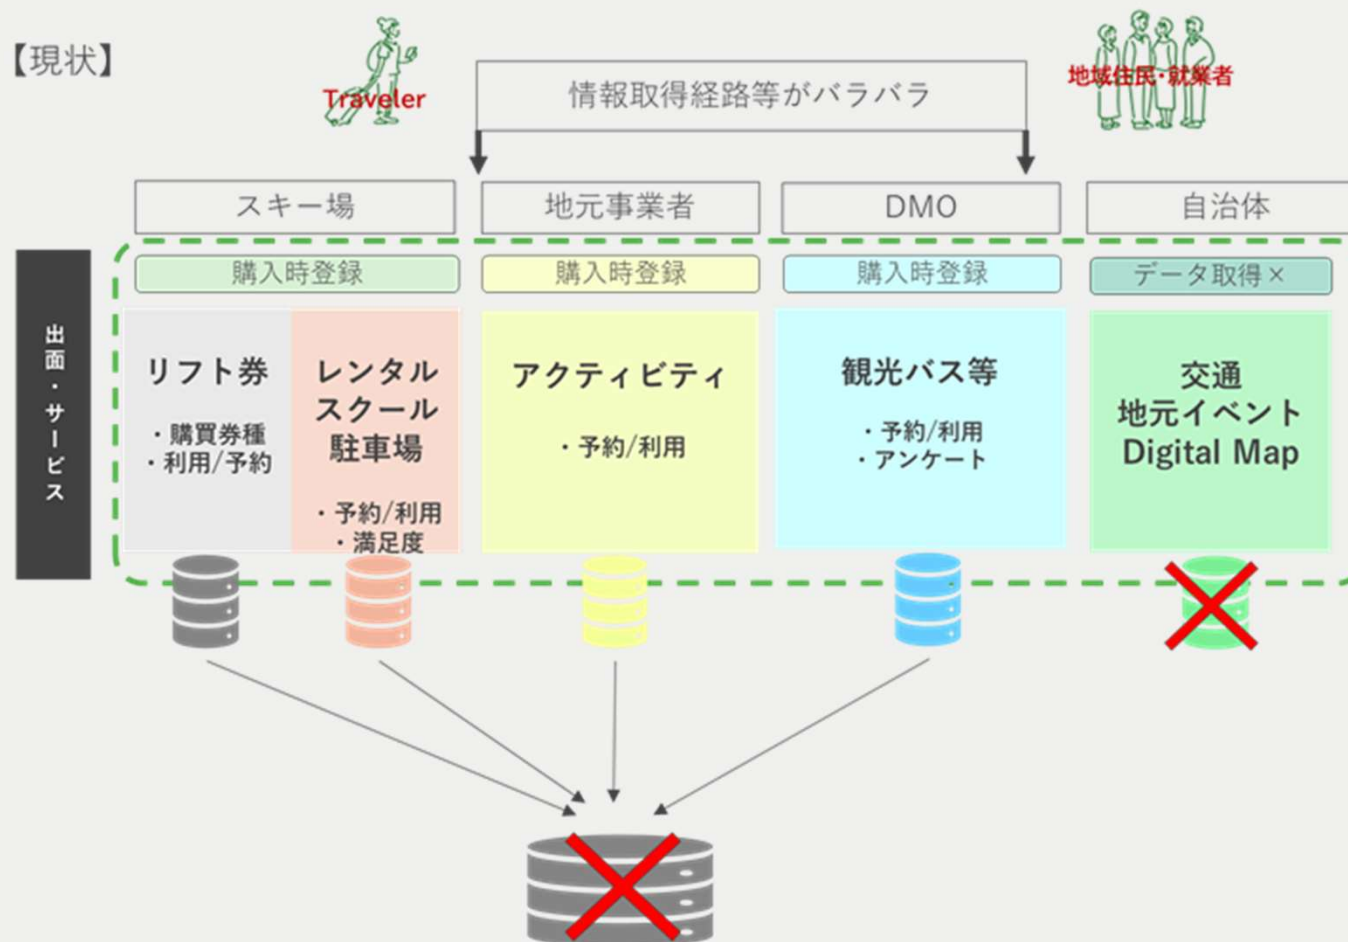 【現状】
Traveler
情報取得経路等がバラバラ
地域住民・就業者
スキー場
地元事業者
DMO
自治体
出面・サービス
購入時登録
購入時登録
購入時登録
データ取得×
リフト券
・購買券種
・利用/予約
レンタル
スクール
駐車場
・予約/利用
・満足度
アクティビティ
・予約/利用
観光バス等
・予約/利用
・アンケート
交通
地元イベント
Digital Map